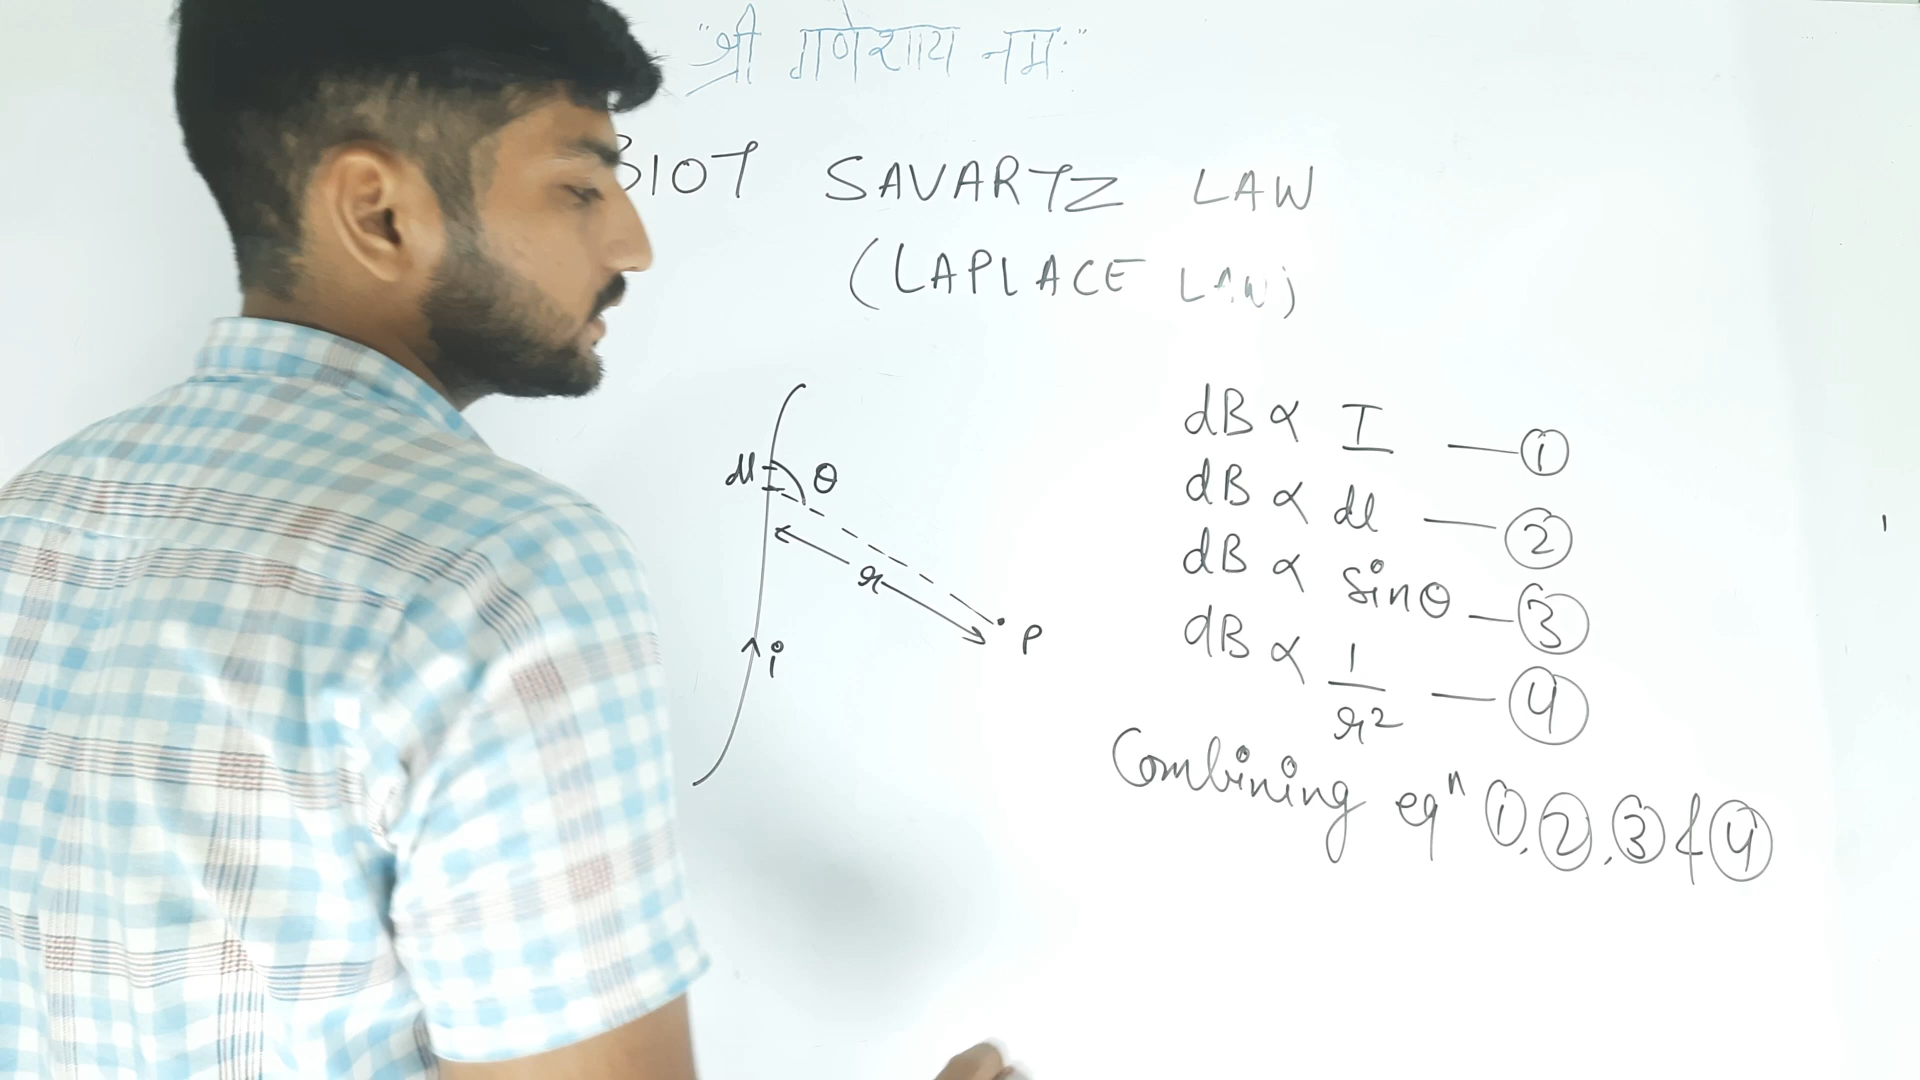 "श्री गणेशाय नमः"
BIOT SAVARTZ LAW
(LAPLACE LAW)
dl θ
r
P
i
dB ∝ I — ①
dB ∝ dl — ②
dB ∝ sinθ — ③
dB ∝ 1/r² — ④
Combining eqⁿ ①, ②, ③ & ④